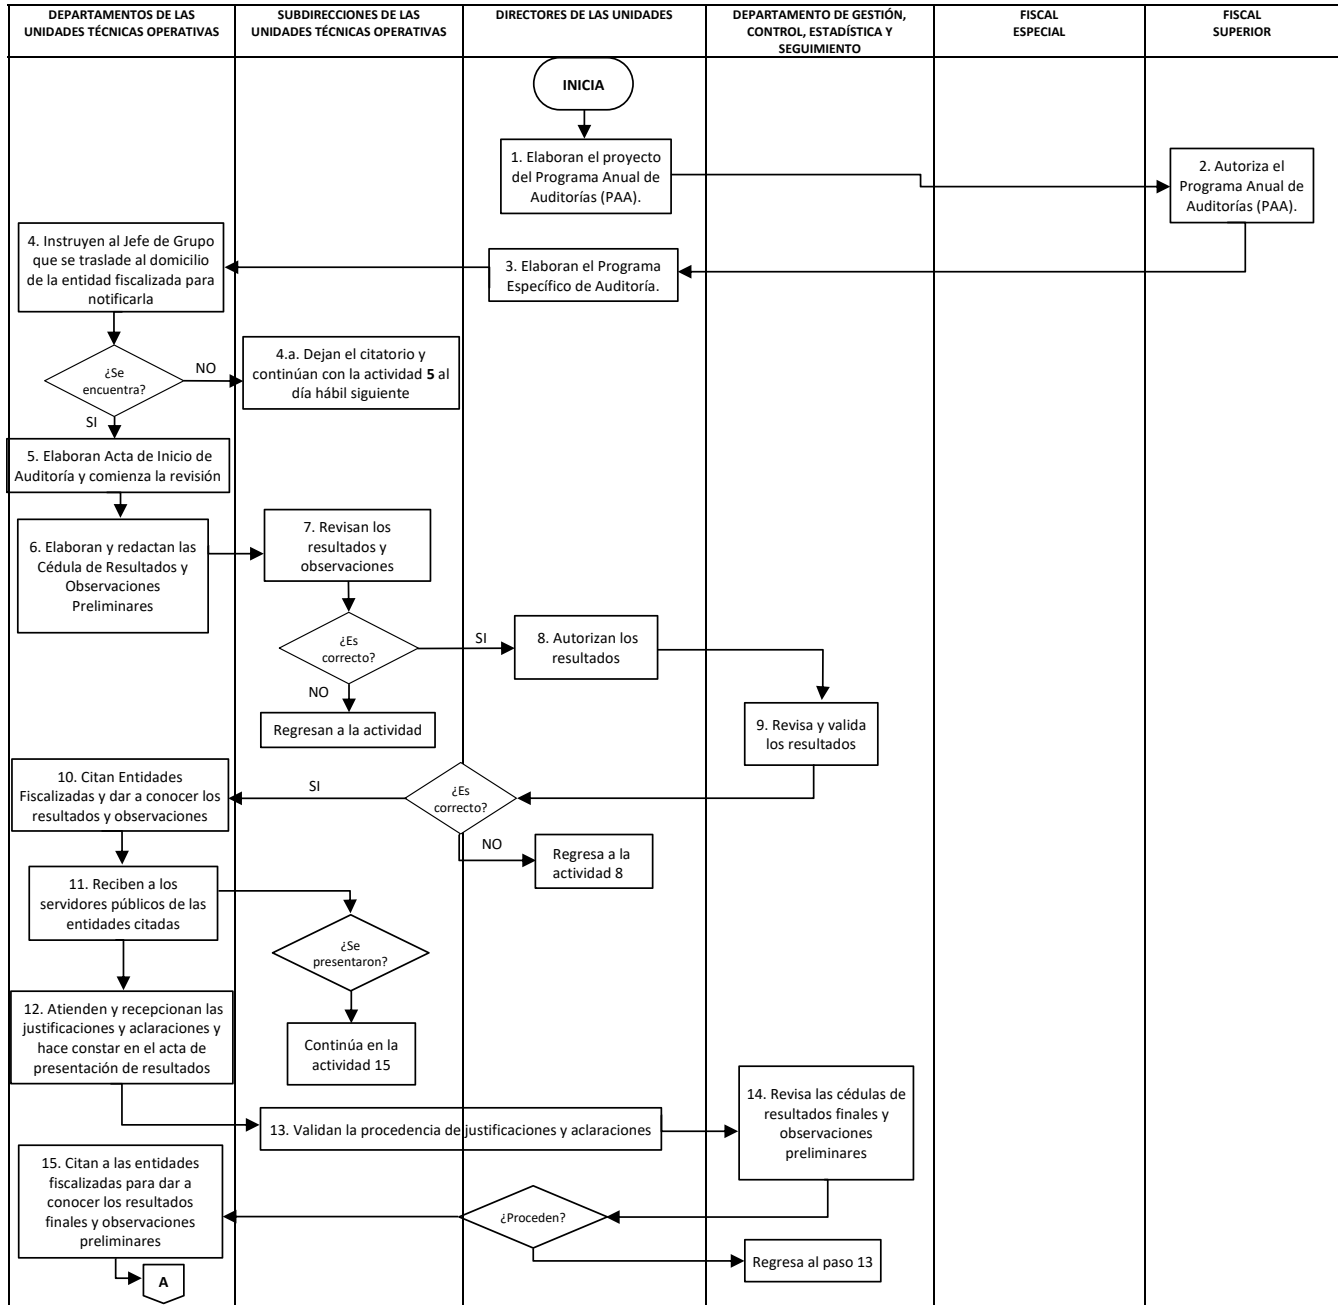 DEPARTAMENTOS DE LAS
UNIDADES TÉCNICAS OPERATIVAS
SUBDIRECCIONES DE LAS
UNIDADES TÉCNICAS OPERATIVAS
DIRECTORES DE LAS UNIDADES
DEPARTAMENTO DE GESTIÓN,
CONTROL, ESTADÍSTICA Y
SEGUIMIENTO
FISCAL
ESPECIAL
FISCAL
SUPERIOR
INICIA
1. Elaboran el proyecto
del Programa Anual de
Auditorías (PAA).
2. Autoriza el
Programa Anual de
Auditorías (PAA).
3. Elaboran el Programa
Específico de Auditoría.
4. Instruyen al Jefe de Grupo
que se traslade al domicilio
de la entidad fiscalizada para
notificarla
¿Se
encuentra?
NO
4.a. Dejan el citatorio y
continúan con la actividad 5 al
día hábil siguiente
SI
5. Elaboran Acta de Inicio de
Auditoría y comienza la revisión
6. Elaboran y redactan las
Cédula de Resultados y
Observaciones
Preliminares
7. Revisan los
resultados y
observaciones
¿Es
correcto?
SI
8. Autorizan los
resultados
NO
Regresan a la actividad
9. Revisa y valida
los resultados
¿Es
correcto?
SI
10. Citan Entidades
Fiscalizadas y dar a conocer los
resultados y observaciones
NO
Regresa a la
actividad 8
11. Reciben a los
servidores públicos de las
entidades citadas
¿Se
presentaron?
Continúa en la
actividad 15
12. Atienden y recepcionan las
justificaciones y aclaraciones y
hace constar en el acta de
presentación de resultados
13. Validan la procedencia de justificaciones y aclaraciones
14. Revisa las cédulas de
resultados finales y
observaciones
preliminares
¿Proceden?
Regresa al paso 13
15. Citan a las entidades
fiscalizadas para dar a
conocer los resultados
finales y observaciones
preliminares
A